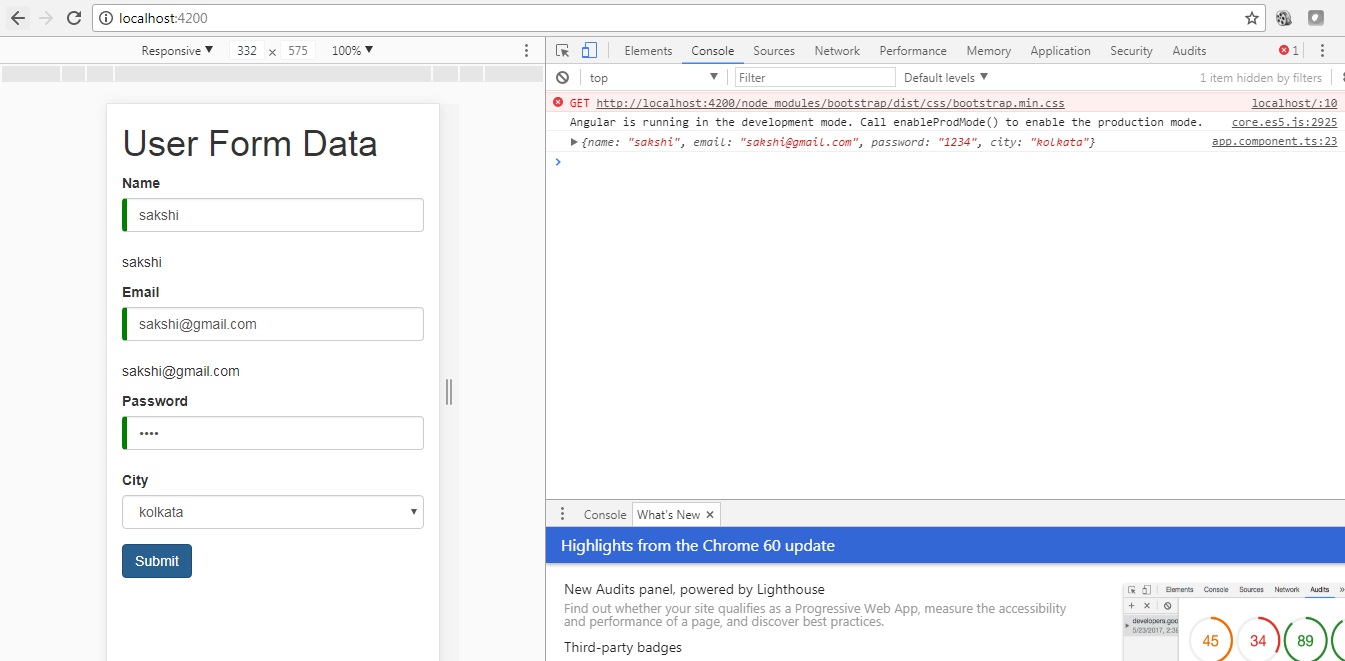 localhost:4200
Responsive ▼ 332 × 575 100% ▼
Elements Console Sources Network Performance Memory Application Security Audits 1
top ▼ Filter Default levels ▼ 1 item hidden by filters
GET http://localhost:4200/node_modules/bootstrap/dist/css/bootstrap.min.css localhost/:10
Angular is running in the development mode. Call enableProdMode() to enable the production mode. core.es5.js:2925
▶ {name: "sakshi", email: "sakshi@gmail.com", password: "1234", city: "kolkata"} app.component.ts:23
User Form Data
Name
sakshi
sakshi
Email
sakshi@gmail.com
sakshi@gmail.com
Password
••••
City
kolkata
Submit
Console What's New ×
Highlights from the Chrome 60 update
New Audits panel, powered by Lighthouse
Find out whether your site qualifies as a Progressive Web App, measure the accessibility
and performance of a page, and discover best practices.
Third-party badges
Elements Console Sources Network Audits »
developers.goo
5/23/2017, 2:3
45 34 89